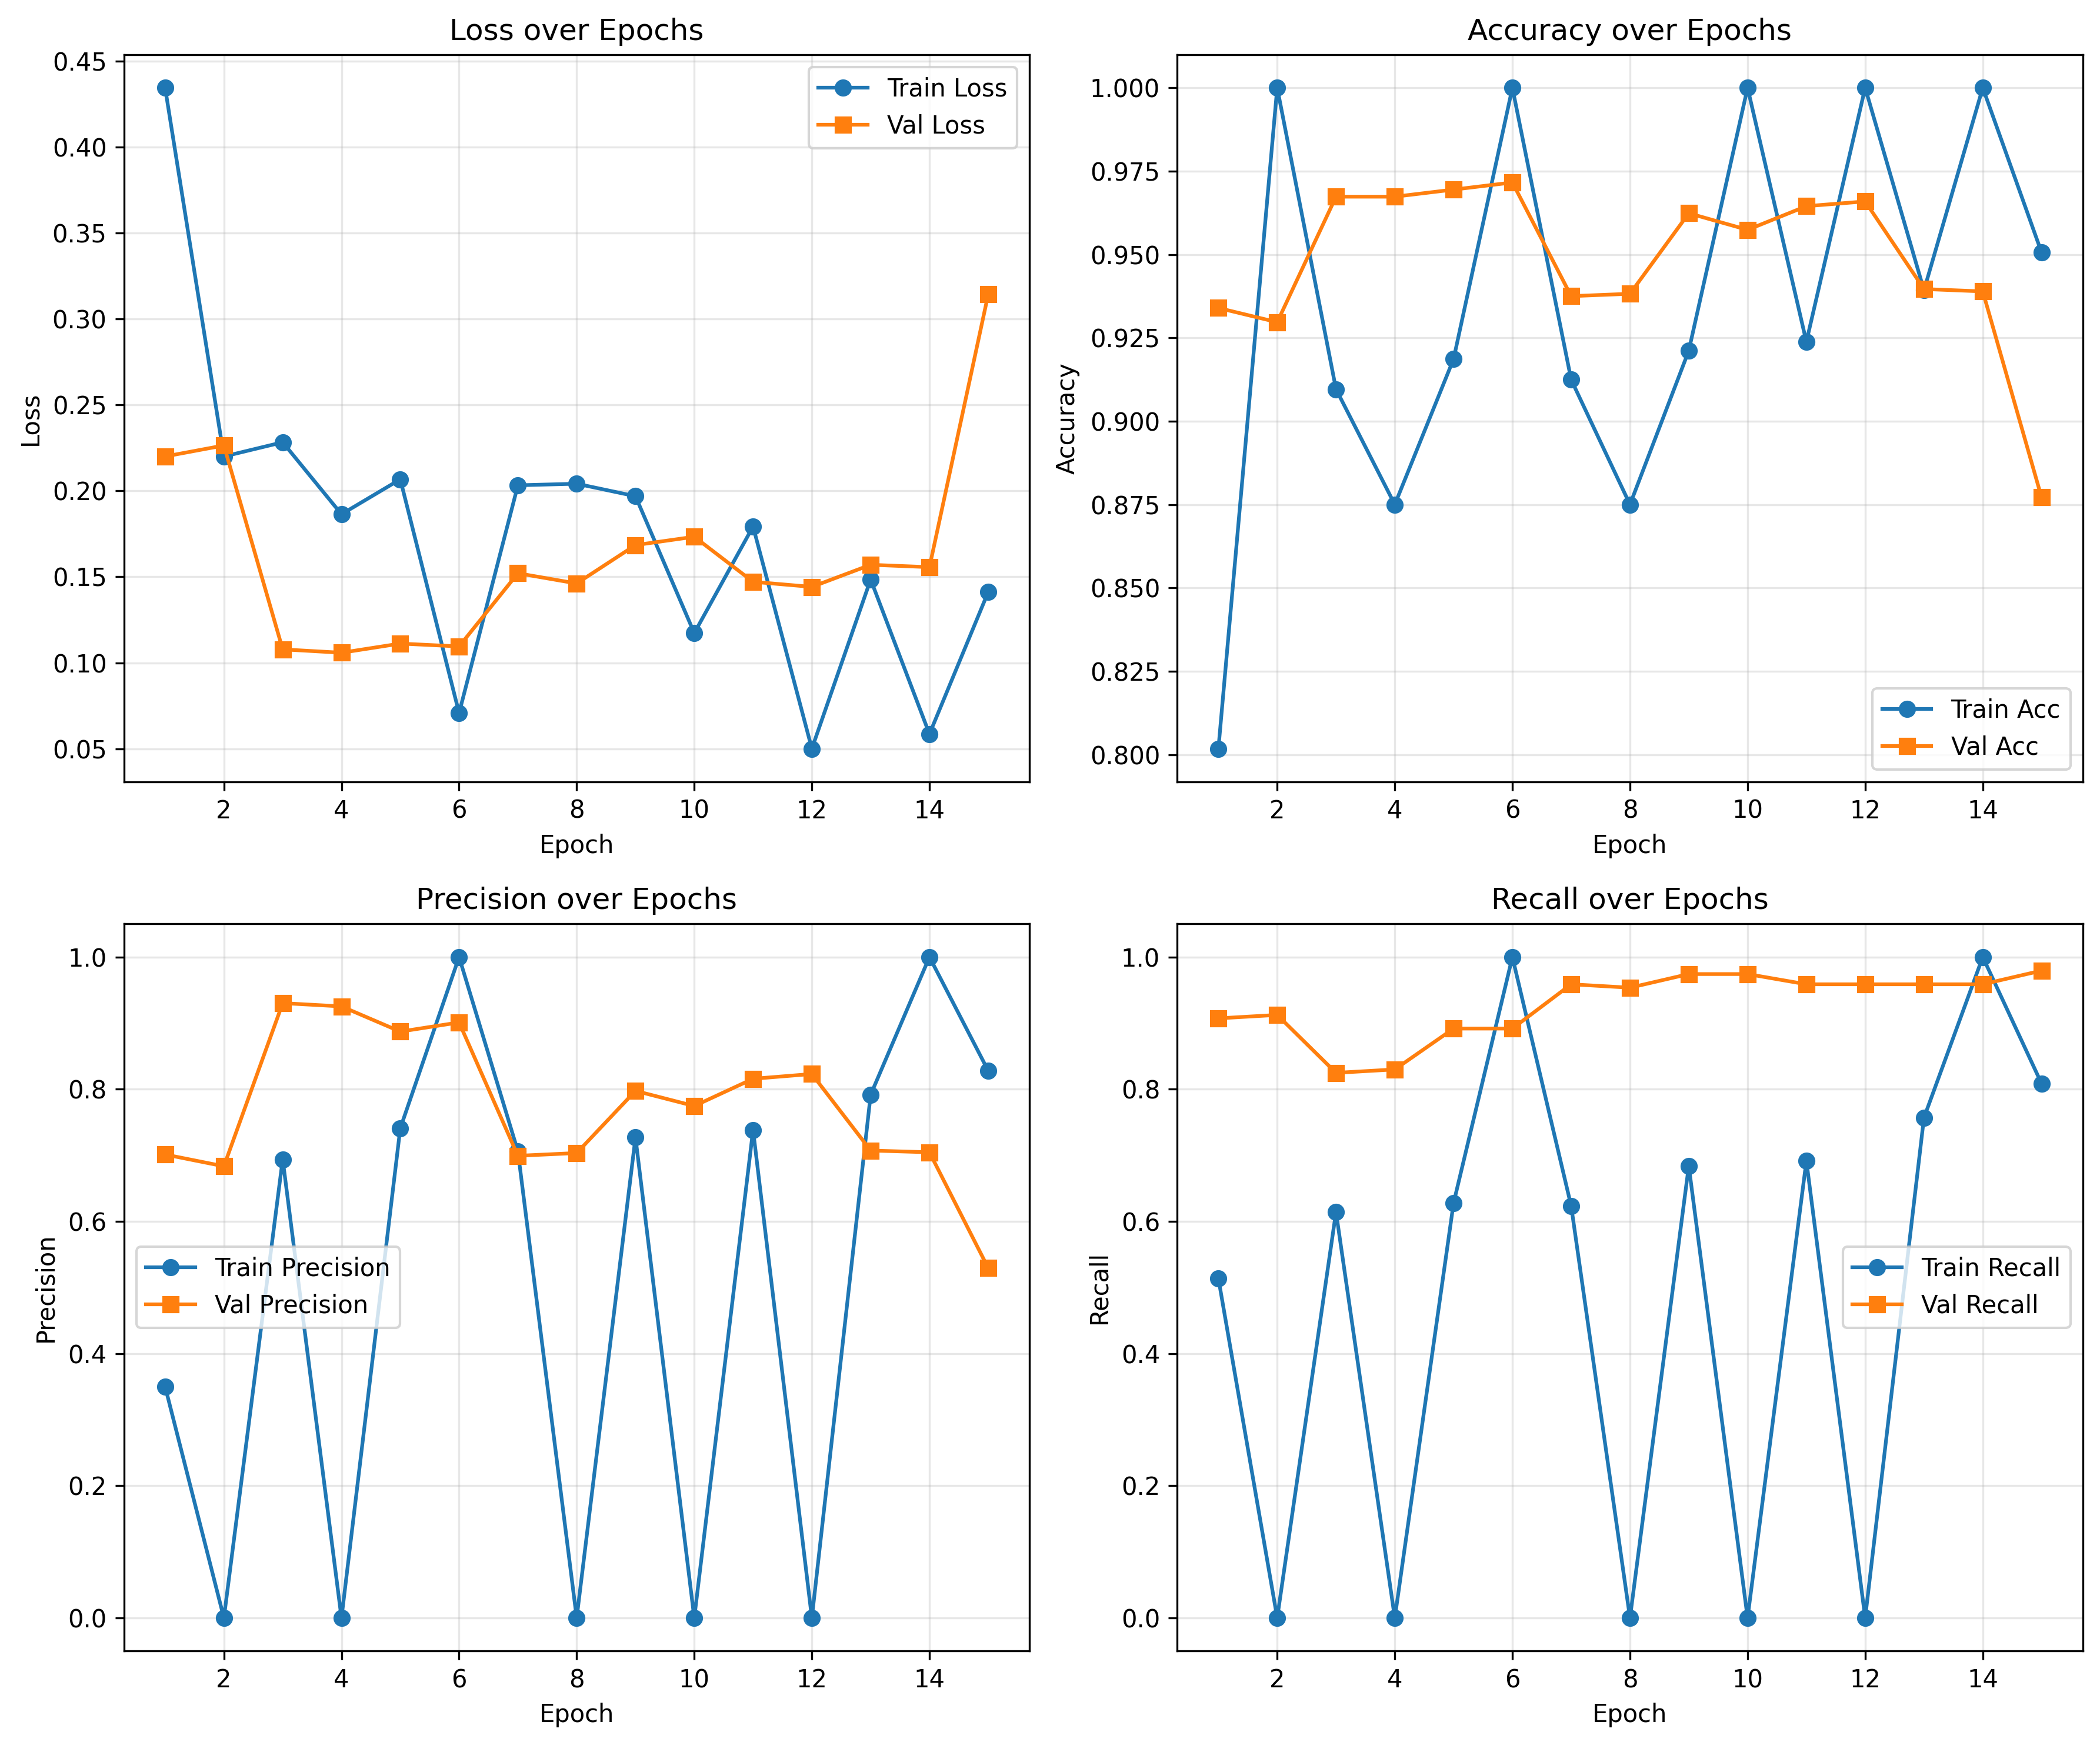 Loss over Epochs
0.45
0.40
0.35
0.30
0.25
0.20
0.15
0.10
0.05
Loss
Train Loss
Val Loss
2 4 6 8 10 12 14
Epoch
Accuracy over Epochs
1.000
0.975
0.950
0.925
0.900
0.875
0.850
0.825
0.800
Accuracy
Train Acc
Val Acc
2 4 6 8 10 12 14
Epoch
Precision over Epochs
1.0
0.8
0.6
0.4
0.2
0.0
Precision
Train Precision
Val Precision
2 4 6 8 10 12 14
Epoch
Recall over Epochs
1.0
0.8
0.6
0.4
0.2
0.0
Recall
Train Recall
Val Recall
2 4 6 8 10 12 14
Epoch